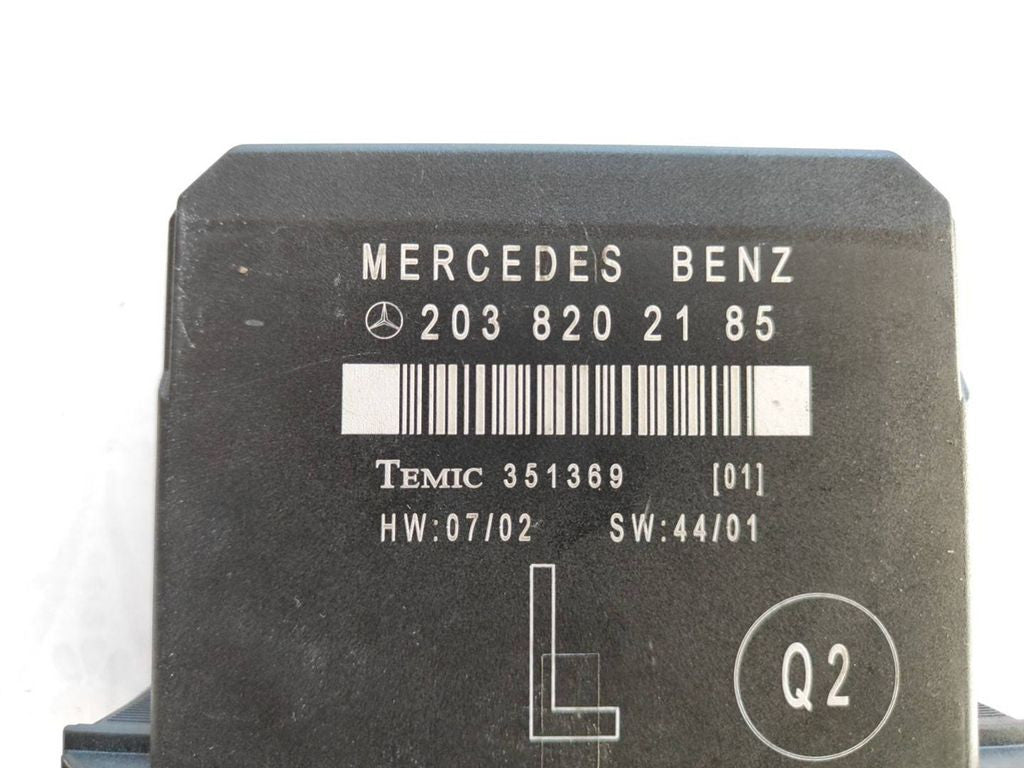 MERCEDES BENZ
203 820 21 85
TEMIC 351369 [01]
HW:07/02 SW:44/01
L
Q2